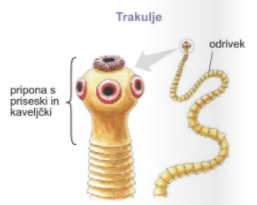 Trakulje
odrivek
pripona s
priseski in
kaveljčki